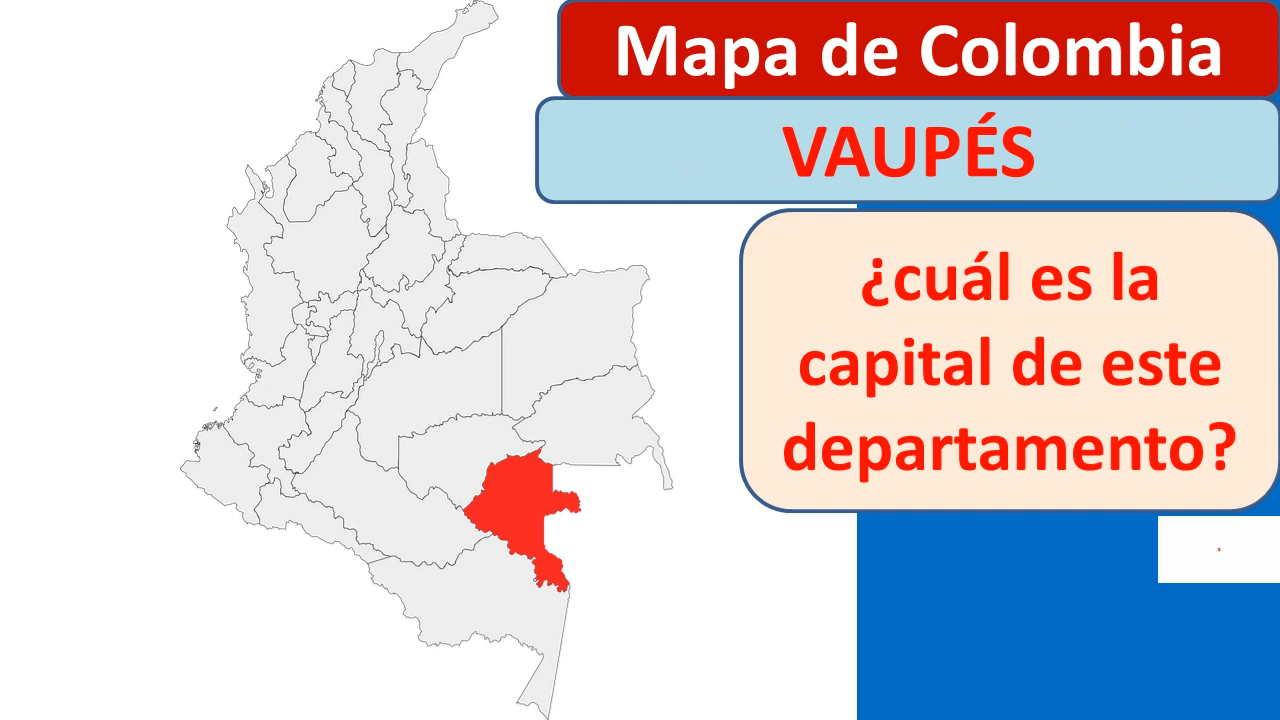 Mapa de Colombia
VAUPÉS
¿cuál es la
capital de este
departamento?